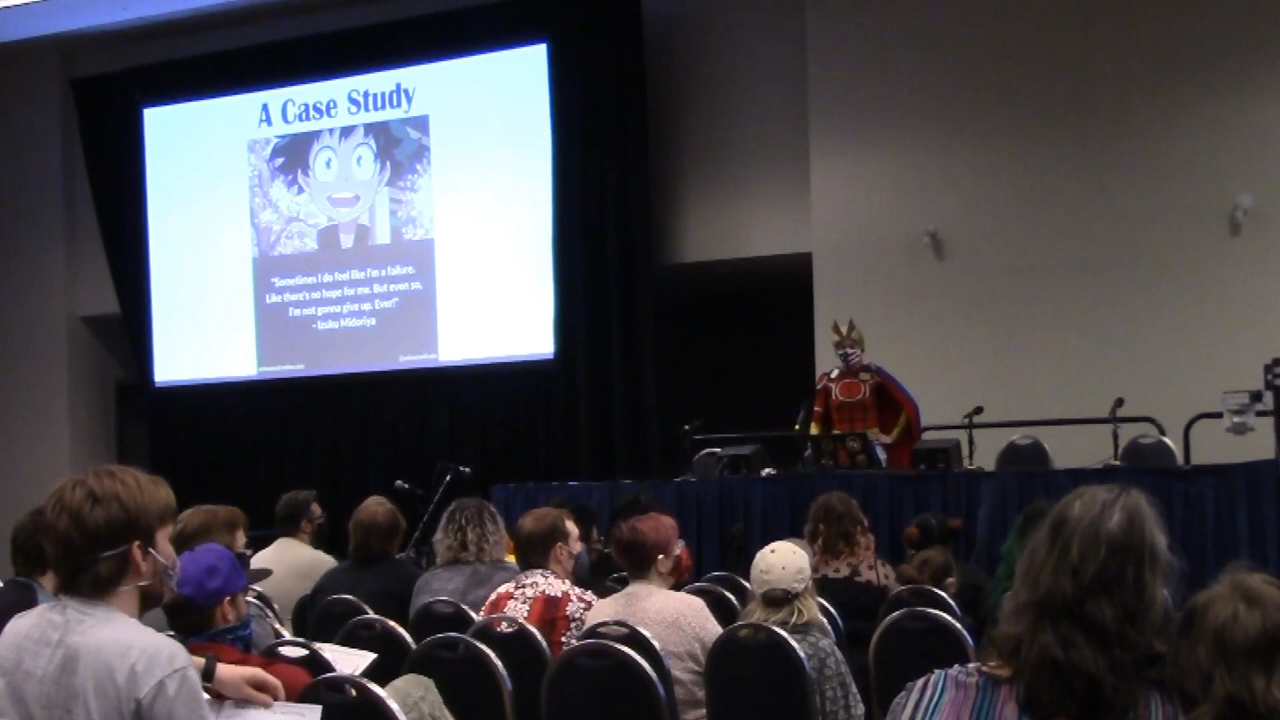 A Case Study
"Sometimes I do feel like I'm a failure.
Like there's no hope for me. But even so,
I'm not gonna give up. Ever!"
- Izuku Midoriya